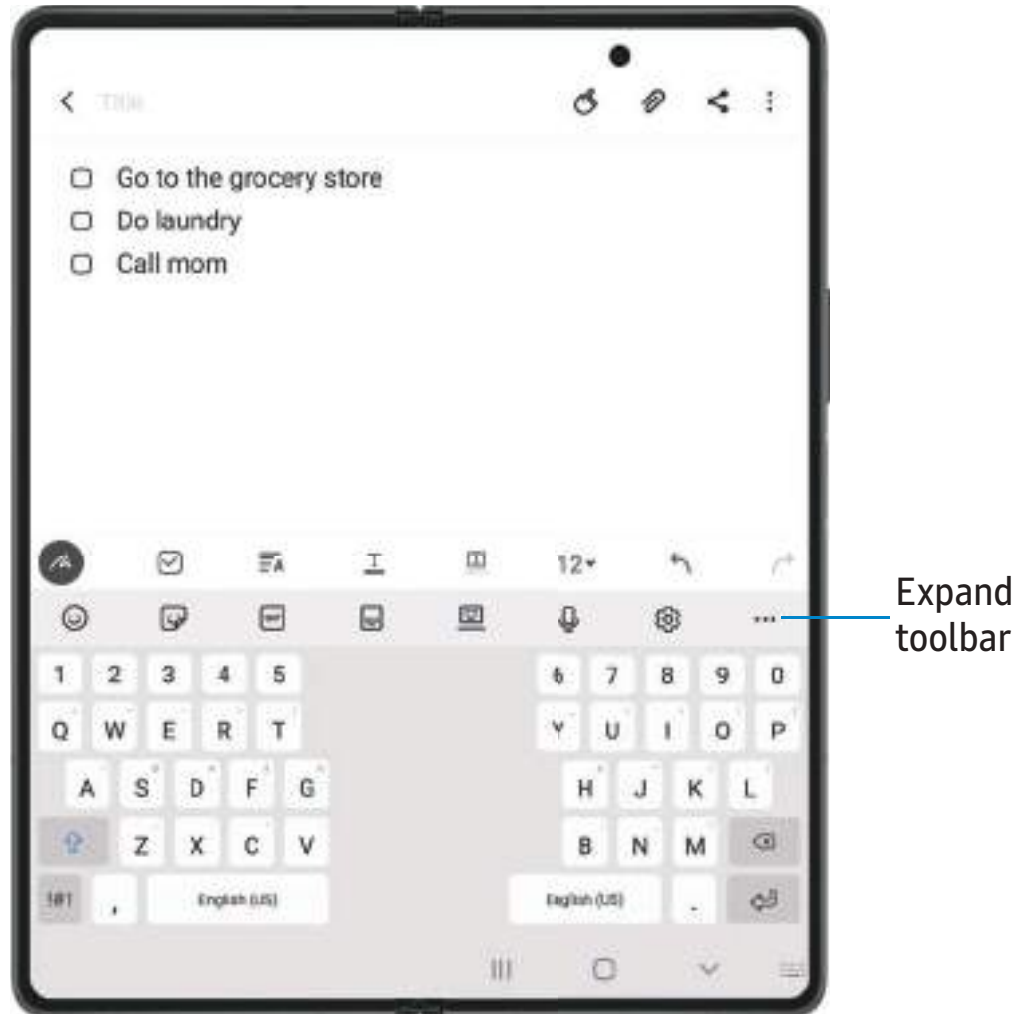 Title
Go to the grocery store
Do laundry
Call mom
12
Expand
toolbar
1 2 3 4 5 6 7 8 9 0
Q W E R T Y U I O P
A S D F G H J K L
Z X C V B N M
!#1 , English (US) English (US) .